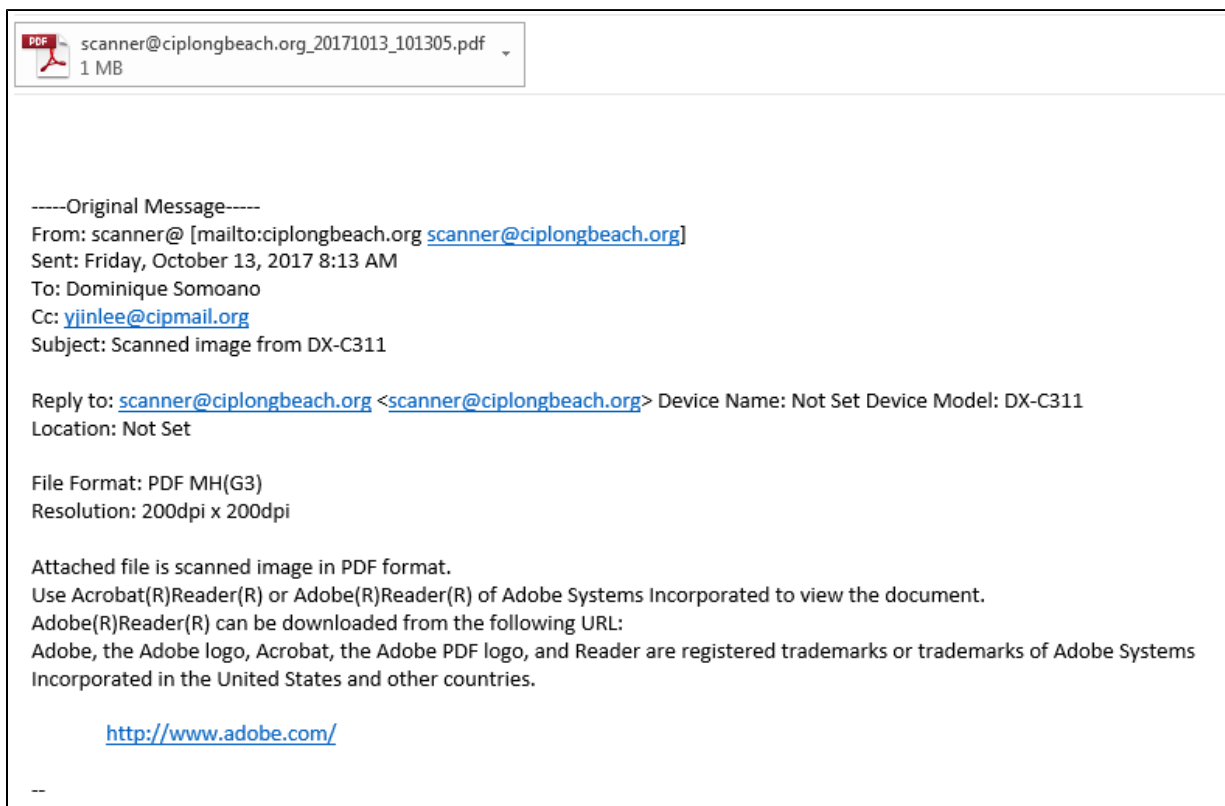 PDF
scanner@ciplongbeach.org_20171013_101305.pdf
1 MB
-----Original Message-----
From: scanner@ [mailto:ciplongbeach.org scanner@ciplongbeach.org]
Sent: Friday, October 13, 2017 8:13 AM
To: Dominique Somoano
Cc: yjinlee@cipmail.org
Subject: Scanned image from DX-C311
Reply to: scanner@ciplongbeach.org <scanner@ciplongbeach.org> Device Name: Not Set Device Model: DX-C311
Location: Not Set
File Format: PDF MH(G3)
Resolution: 200dpi x 200dpi
Attached file is scanned image in PDF format.
Use Acrobat(R)Reader(R) or Adobe(R)Reader(R) of Adobe Systems Incorporated to view the document.
Adobe(R)Reader(R) can be downloaded from the following URL:
Adobe, the Adobe logo, Acrobat, the Adobe PDF logo, and Reader are registered trademarks or trademarks of Adobe Systems
Incorporated in the United States and other countries.
http://www.adobe.com/
--